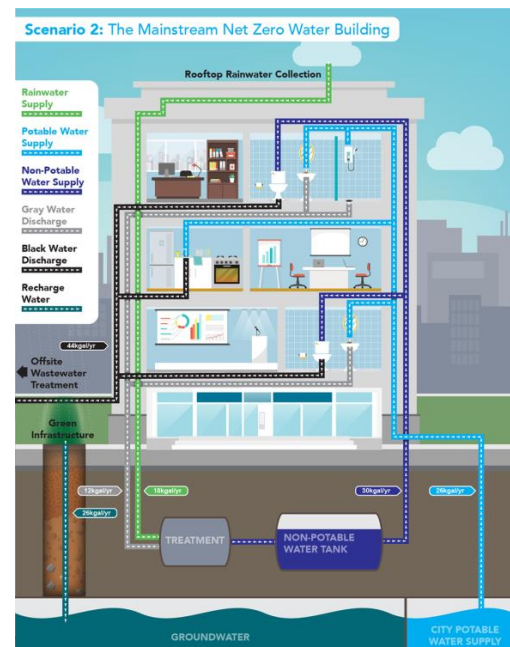 Scenario 2: The Mainstream Net Zero Water Building
Rooftop Rainwater Collection
Rainwater
Supply
Potable Water
Supply
Non-Potable
Water Supply
Gray Water
Discharge
Black Water
Discharge
Recharge
Water
44kgal/yr
Offsite
Wastewater
Treatment
Green
Infrastructure
12kgal/yr
18kgal/yr
30kgal/yr
26kgal/yr
26kgal/yr
TREATMENT
NON-POTABLE
WATER TANK
GROUNDWATER
CITY POTABLE
WATER SUPPLY